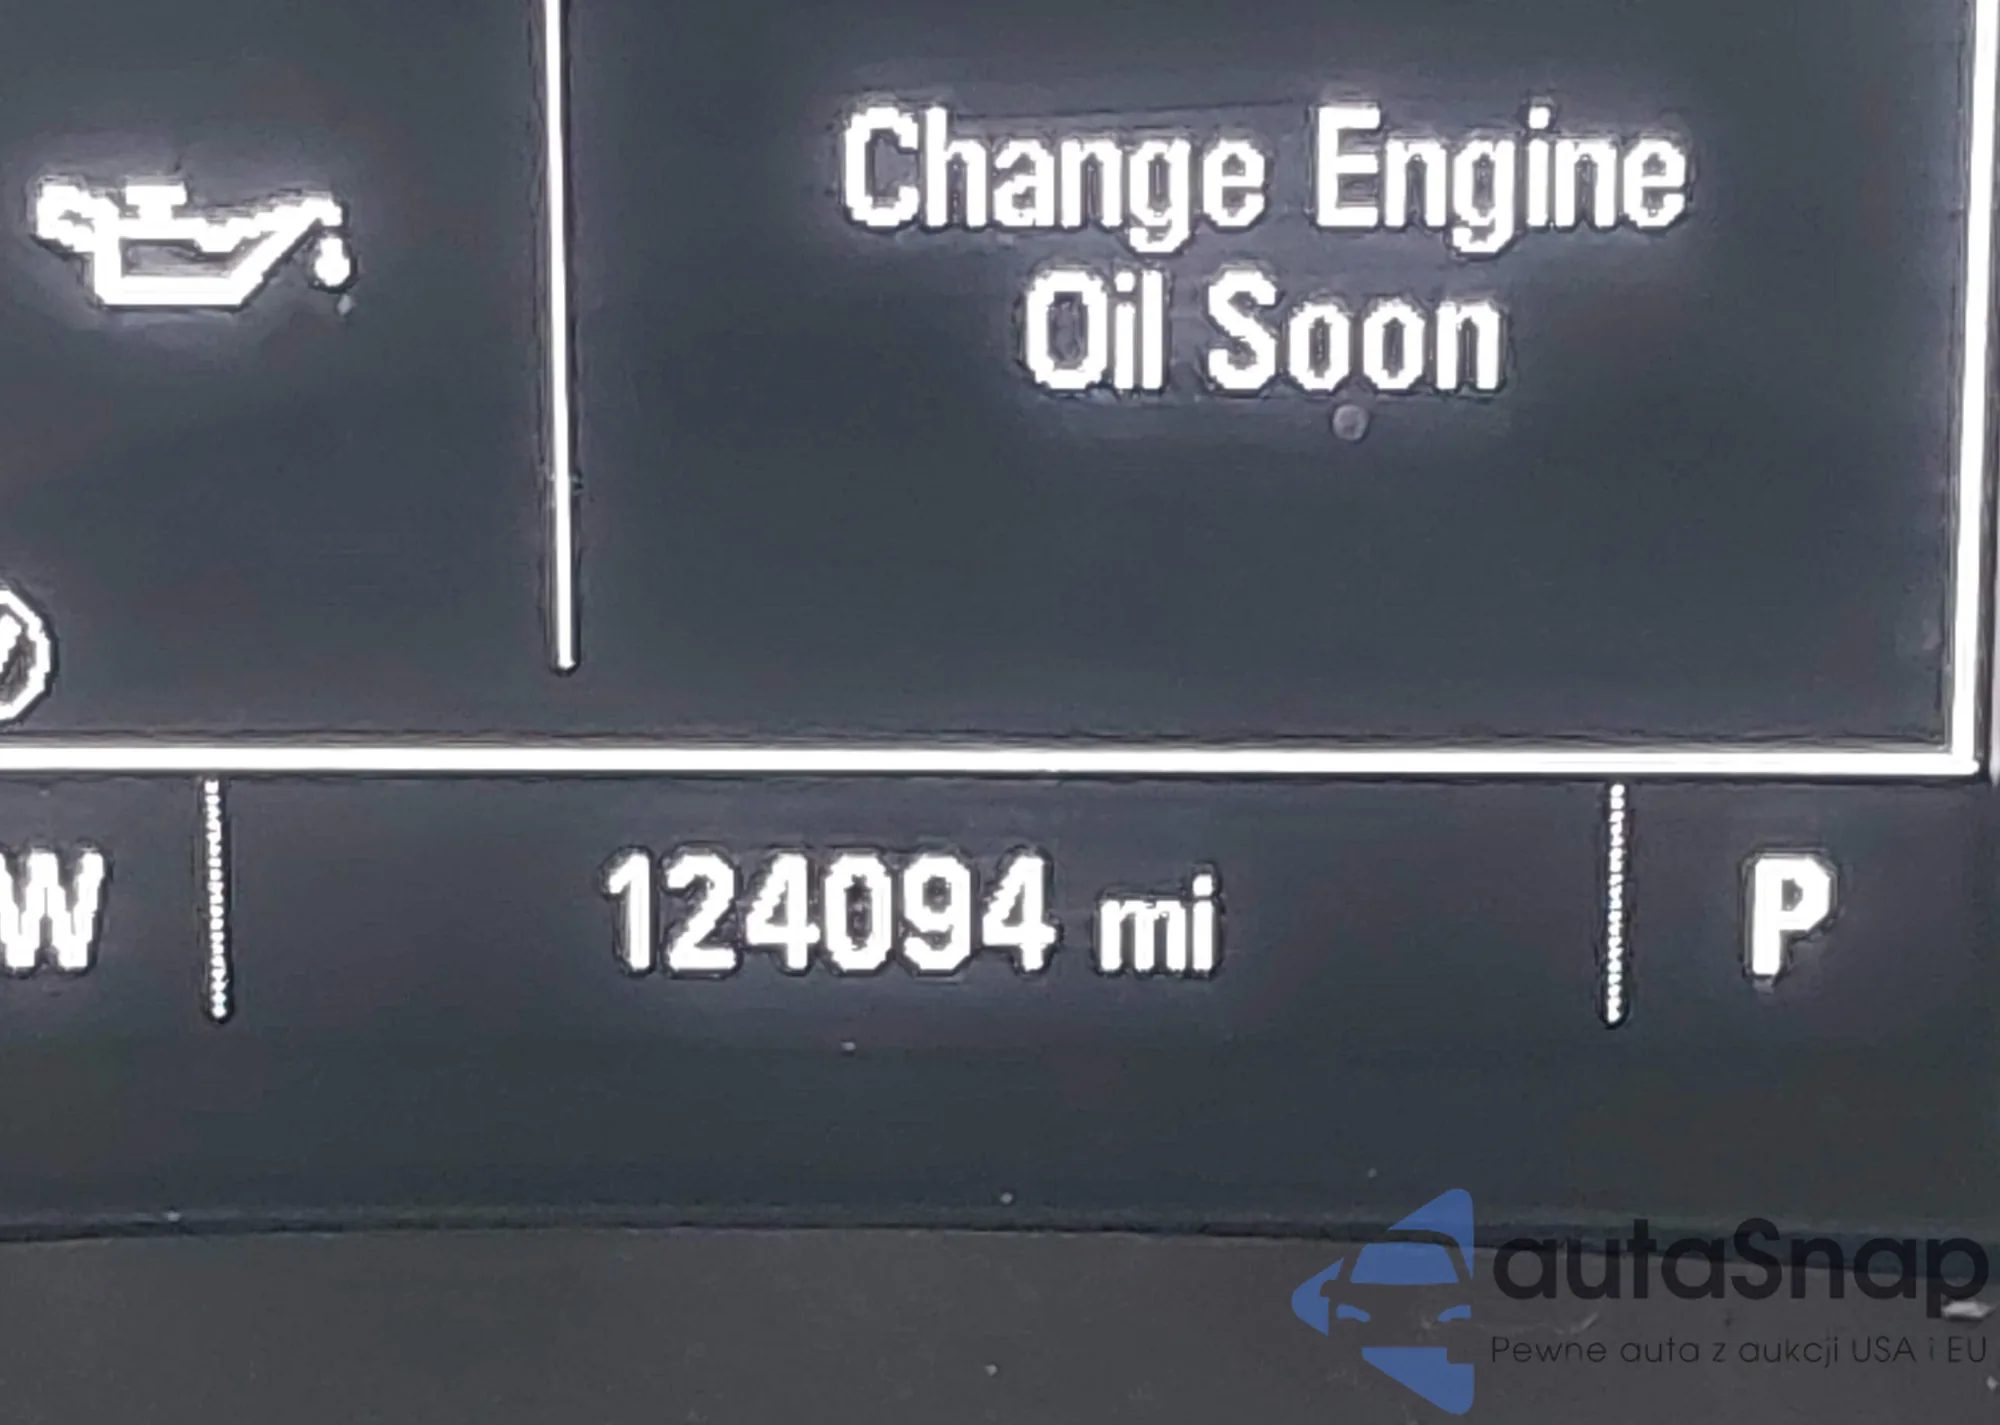 Change Engine
Oil Soon
W
124094 mi
P
autaSnap
Pewne auta z aukcji USA i EU